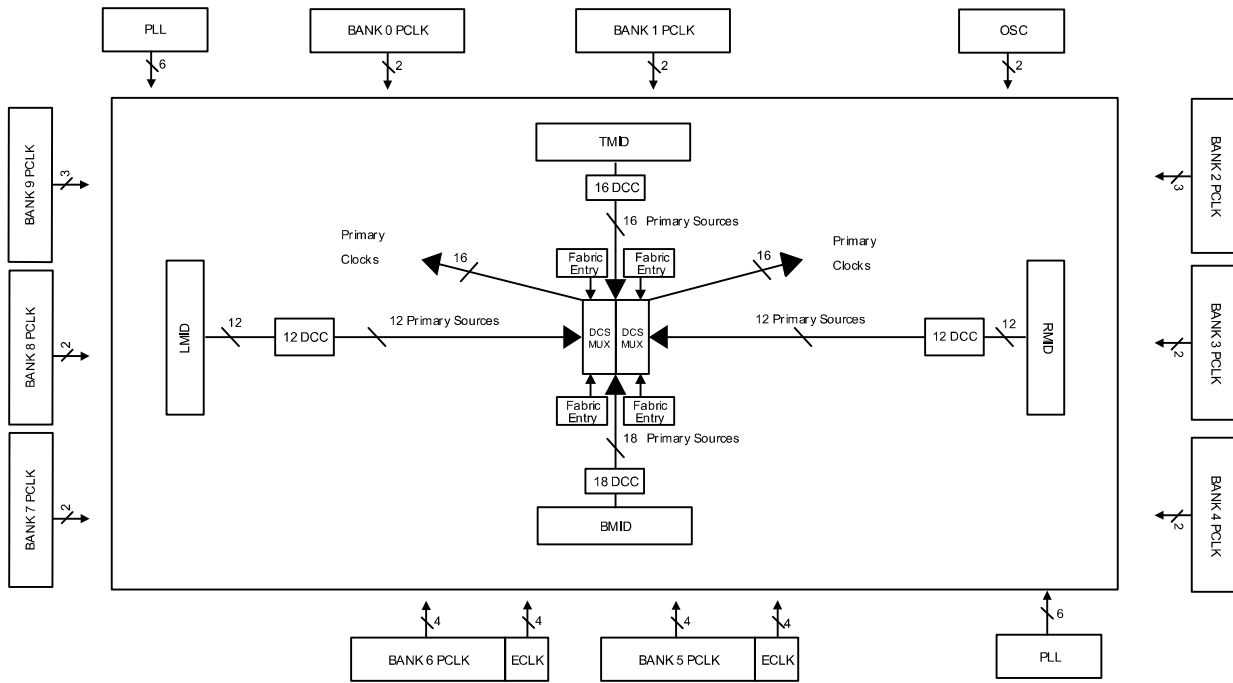 PLL
BANK 0 PCLK
BANK 1 PCLK
OSC
6
2
2
2
BANK 9 PCLK
3
TMID
16 DCC
16 Primary Sources
3
BANK 2 PCLK
Primary
Clocks
16
Fabric
Entry
Fabric
Entry
16
Primary
Clocks
BANK 8 PCLK
2
LMID
12
12 DCC
12 Primary Sources
DCS
MUX
DCS
MUX
12 Primary Sources
12 DCC
12
RMID
2
BANK 3 PCLK
Fabric
Entry
Fabric
Entry
18 Primary Sources
BANK 7 PCLK
2
18 DCC
BMID
2
BANK 4 PCLK
4
4
4
4
6
BANK 6 PCLK
ECLK
BANK 5 PCLK
ECLK
PLL